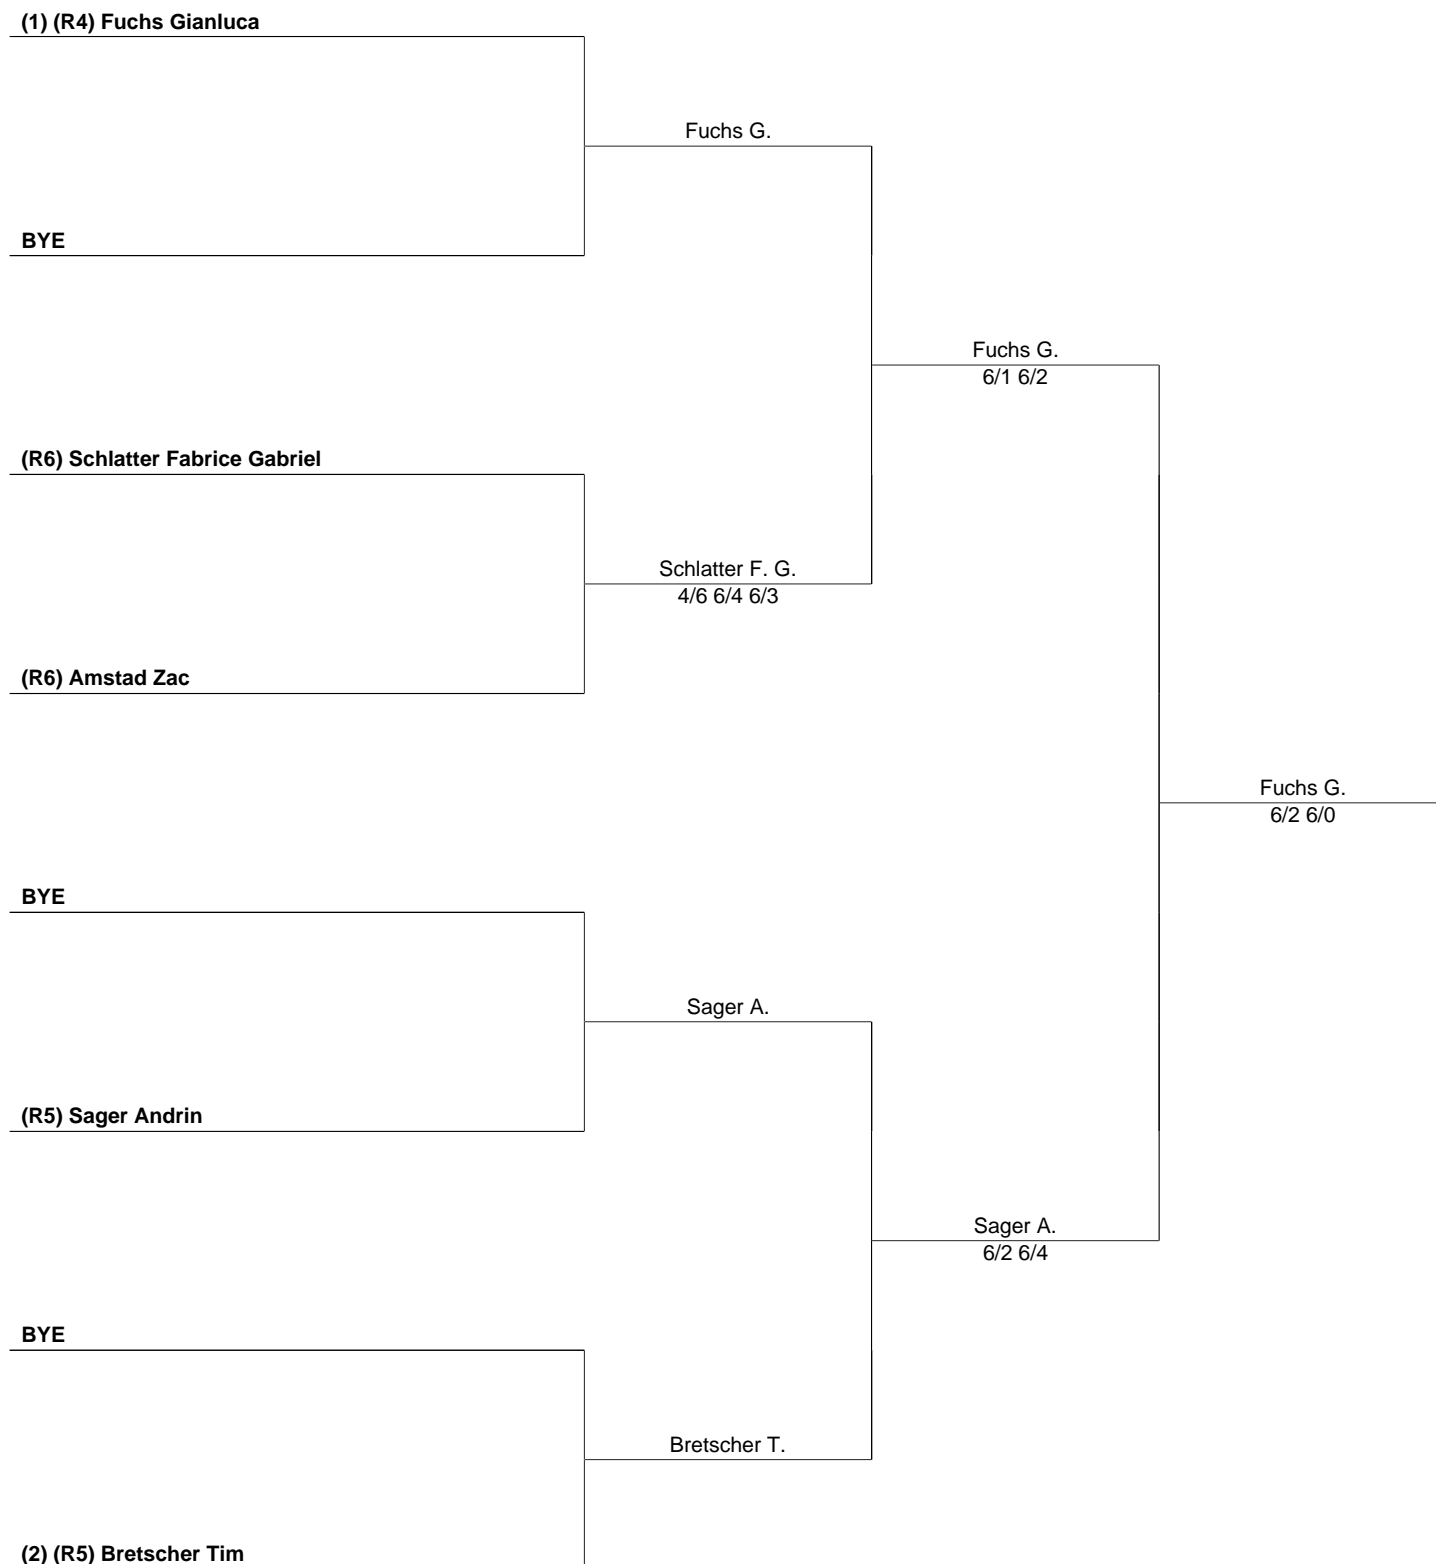 (1) (R4) Fuchs Gianluca
Fuchs G.
BYE
Fuchs G.
6/1 6/2
(R6) Schlatter Fabrice Gabriel
Schlatter F. G.
4/6 6/4 6/3
(R6) Amstad Zac
Fuchs G.
6/2 6/0
BYE
Sager A.
(R5) Sager Andrin
Sager A.
6/2 6/4
BYE
Bretscher T.
(2) (R5) Bretscher Tim